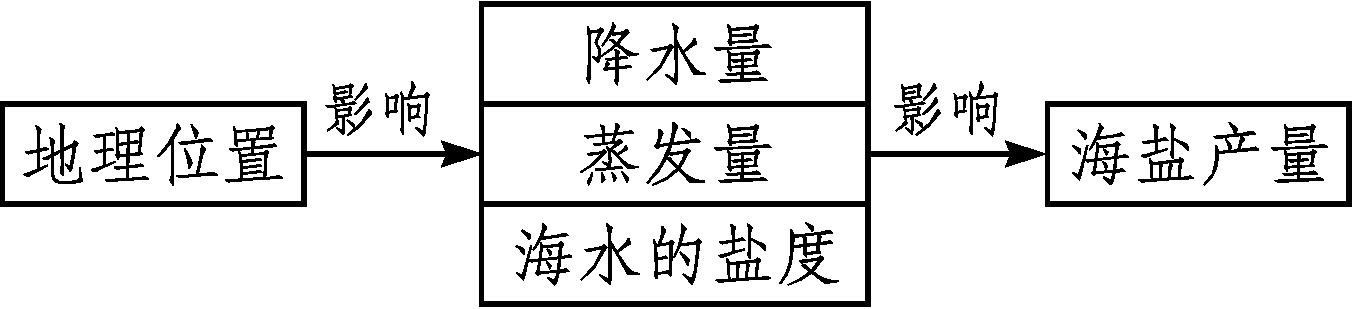 地理位置
影响
降水量
蒸发量
海水的盐度
影响
海盐产量